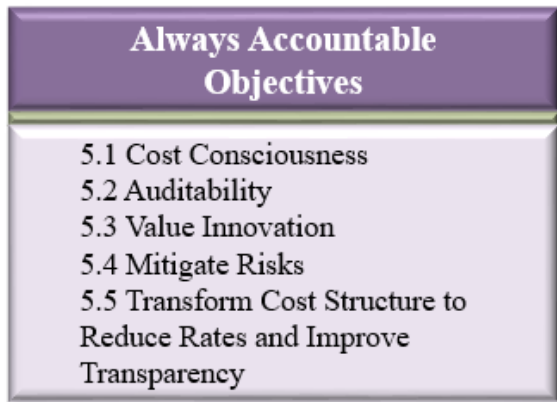 Always Accountable
Objectives
5.1 Cost Consciousness
5.2 Auditability
5.3 Value Innovation
5.4 Mitigate Risks
5.5 Transform Cost Structure to
Reduce Rates and Improve
Transparency